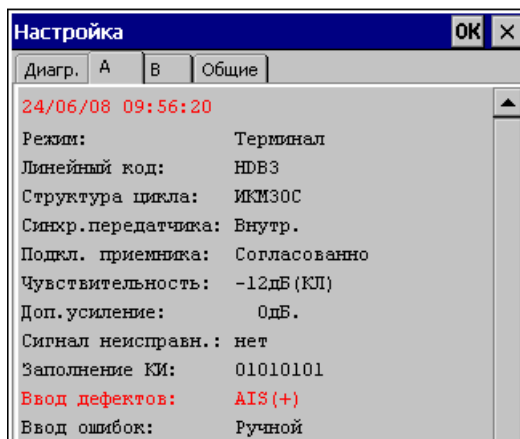 Настройка OK ×
Диагр. A B Общие
24/06/08 09:56:20
Режим: Терминал
Линейный код: HDB3
Структура цикла: ИКМ30С
Синхр.передатчика: Внутр.
Подкл. приемника: Согласованно
Чувствительность: -12дБ(КЛ)
Доп.усиление: 0дБ.
Сигнал неисправн.: нет
Заполнение КИ: 01010101
Ввод дефектов: AIS(+)
Ввод ошибок: Ручной